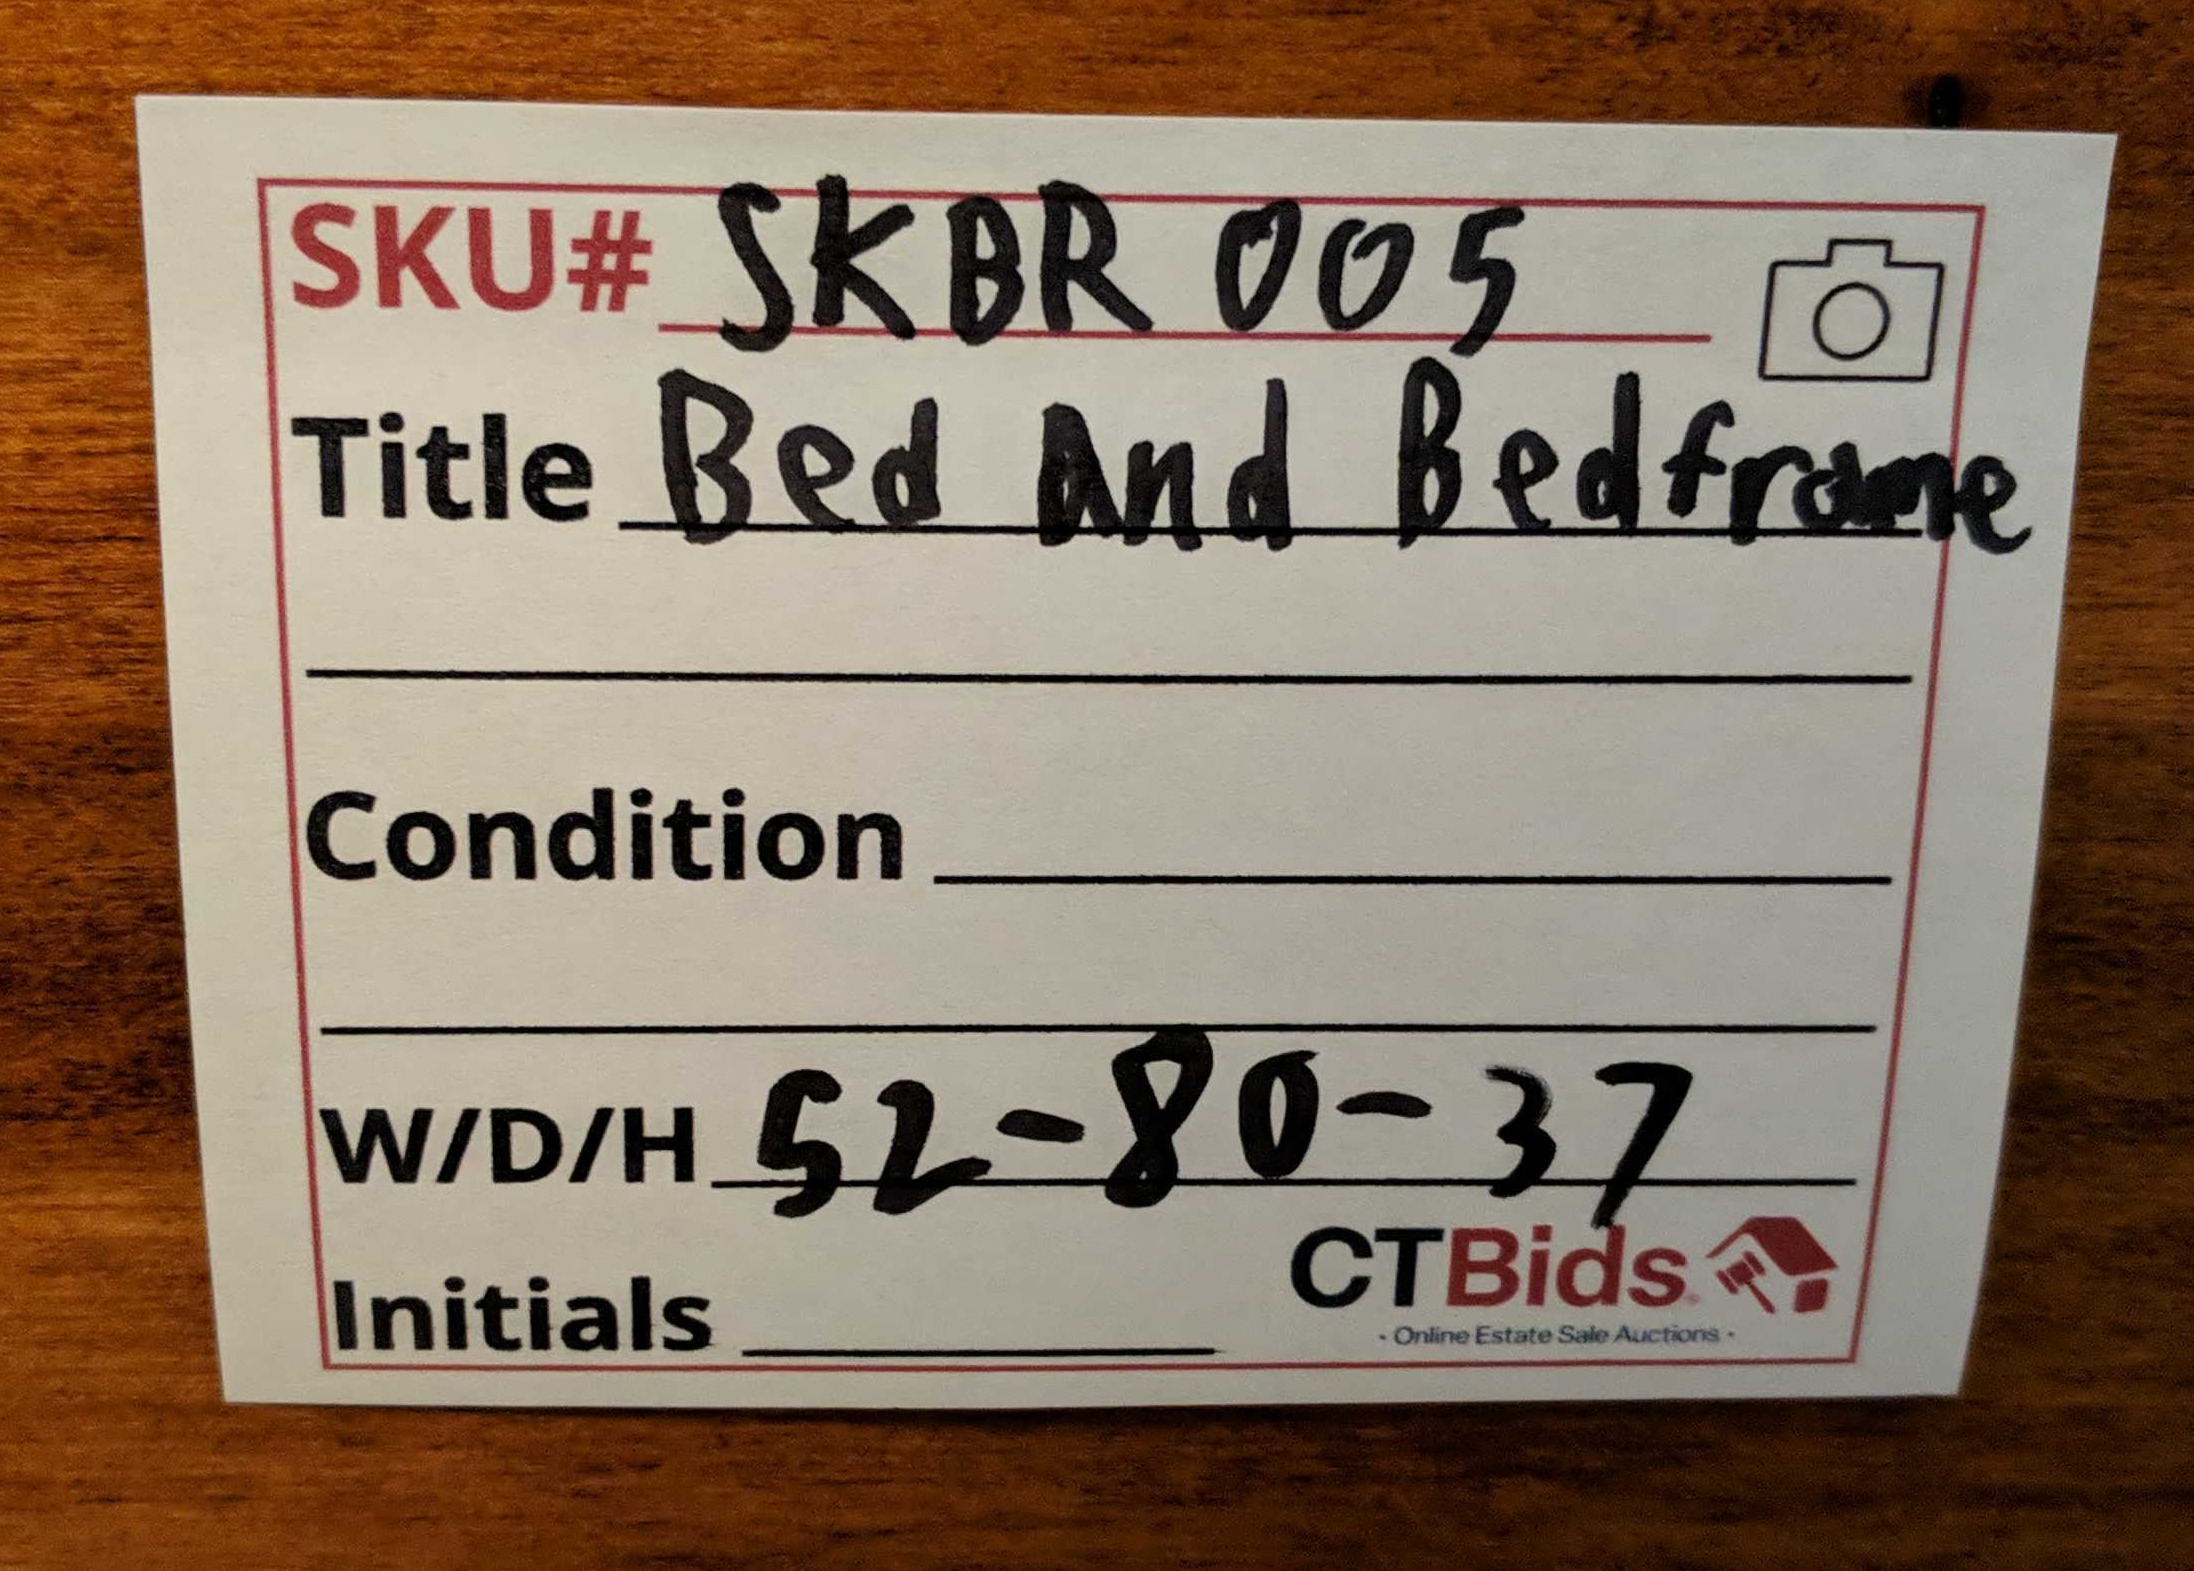 SKU# SKBR 005
Title Bed and Bedframe
Condition
W/D/H 52-80-37
Initials
CTBids
- Online Estate Sale Auctions -